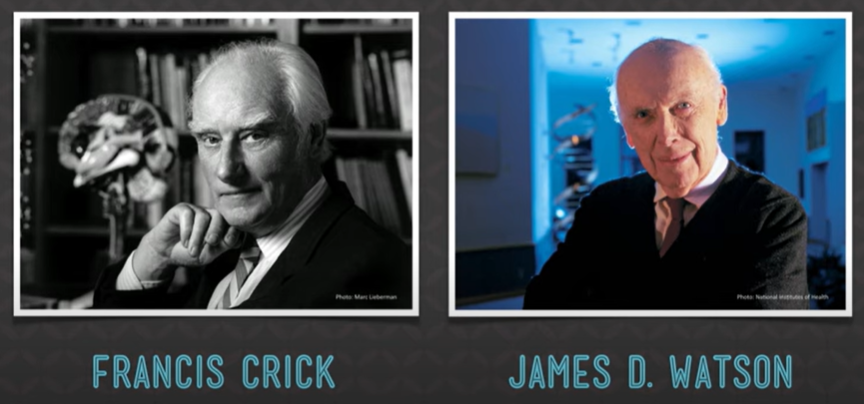 Photo: Marc Lieberman
Photo: National Institutes of Health
FRANCIS CRICK
JAMES D. WATSON